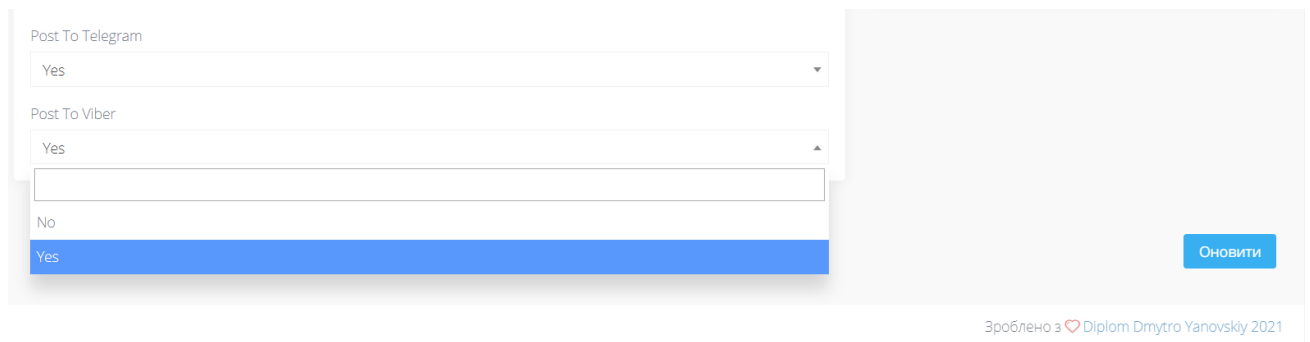 Post To Telegram
Yes
Post To Viber
Yes
No
Yes
Оновити
Зроблено з ♡ Diplom Dmytro Yanovskiy 2021